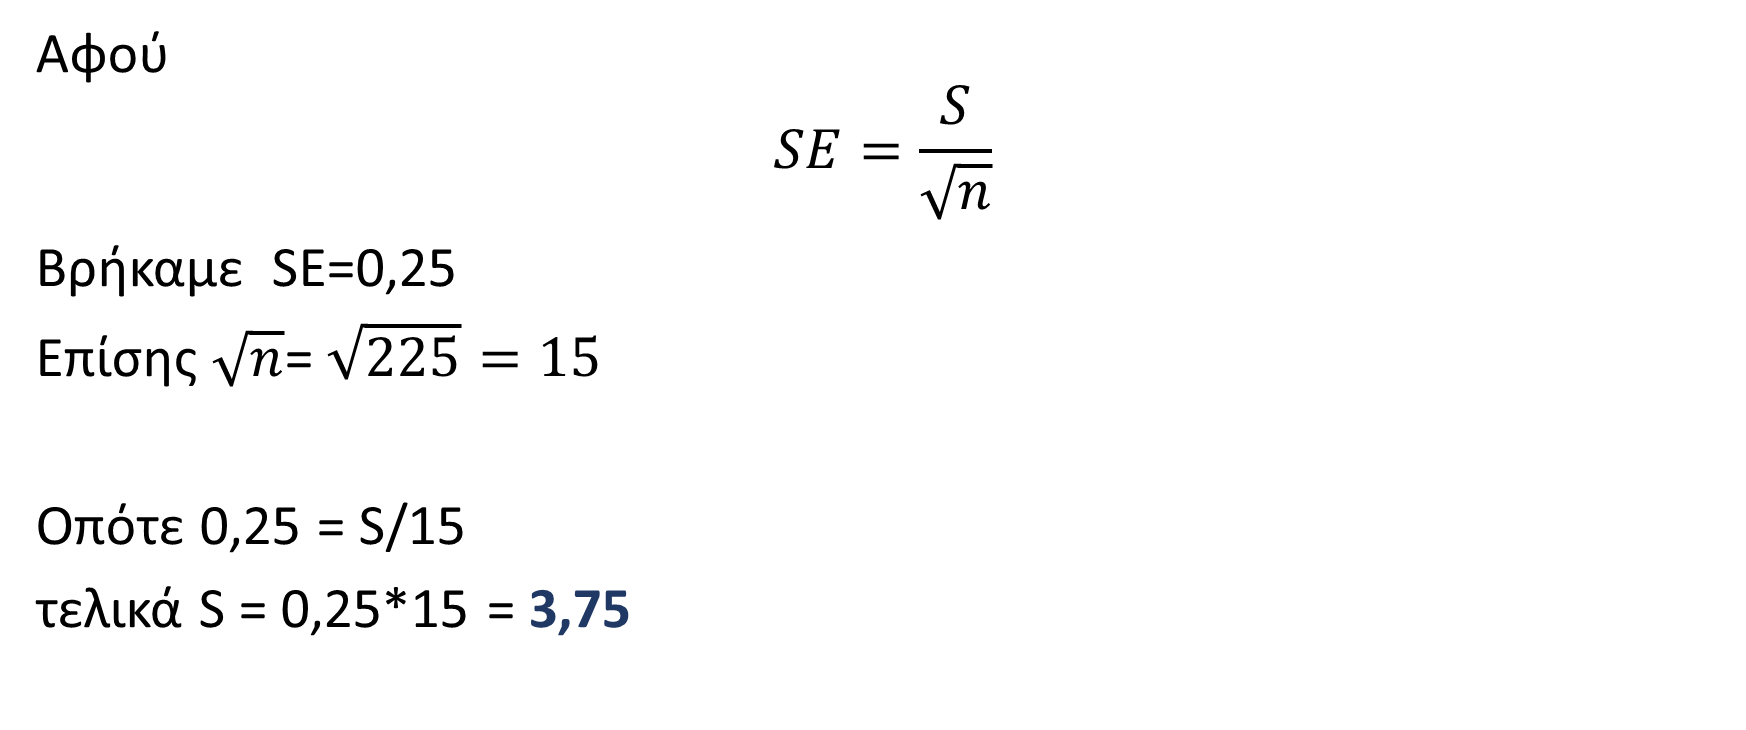 Αφού
SE = S/√n
Βρήκαμε SE=0,25
Επίσης √n= √225 = 15
Οπότε 0,25 = S/15
τελικά S = 0,25*15 = 3,75